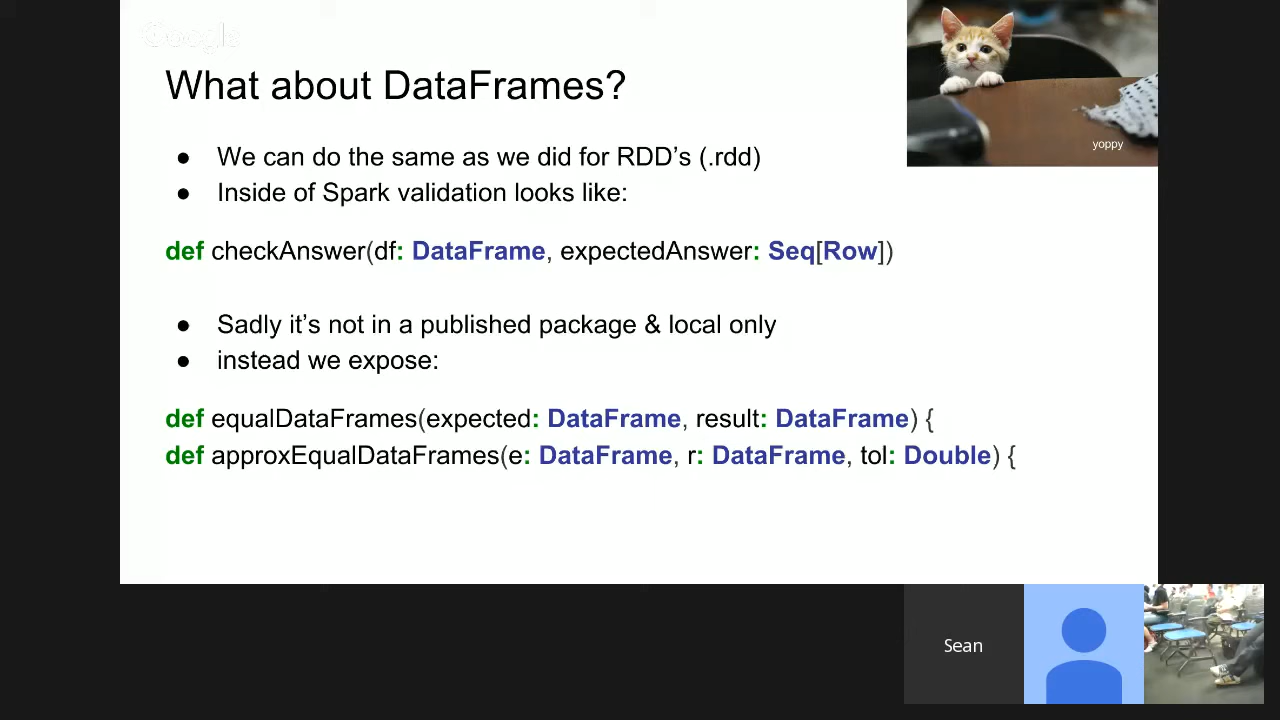 Google
What about DataFrames?
● We can do the same as we did for RDD’s (.rdd)
● Inside of Spark validation looks like:
def checkAnswer(df: DataFrame, expectedAnswer: Seq[Row])
● Sadly it’s not in a published package & local only
● instead we expose:
def equalDataFrames(expected: DataFrame, result: DataFrame) {
def approxEqualDataFrames(e: DataFrame, r: DataFrame, tol: Double) {
yoppy
Sean